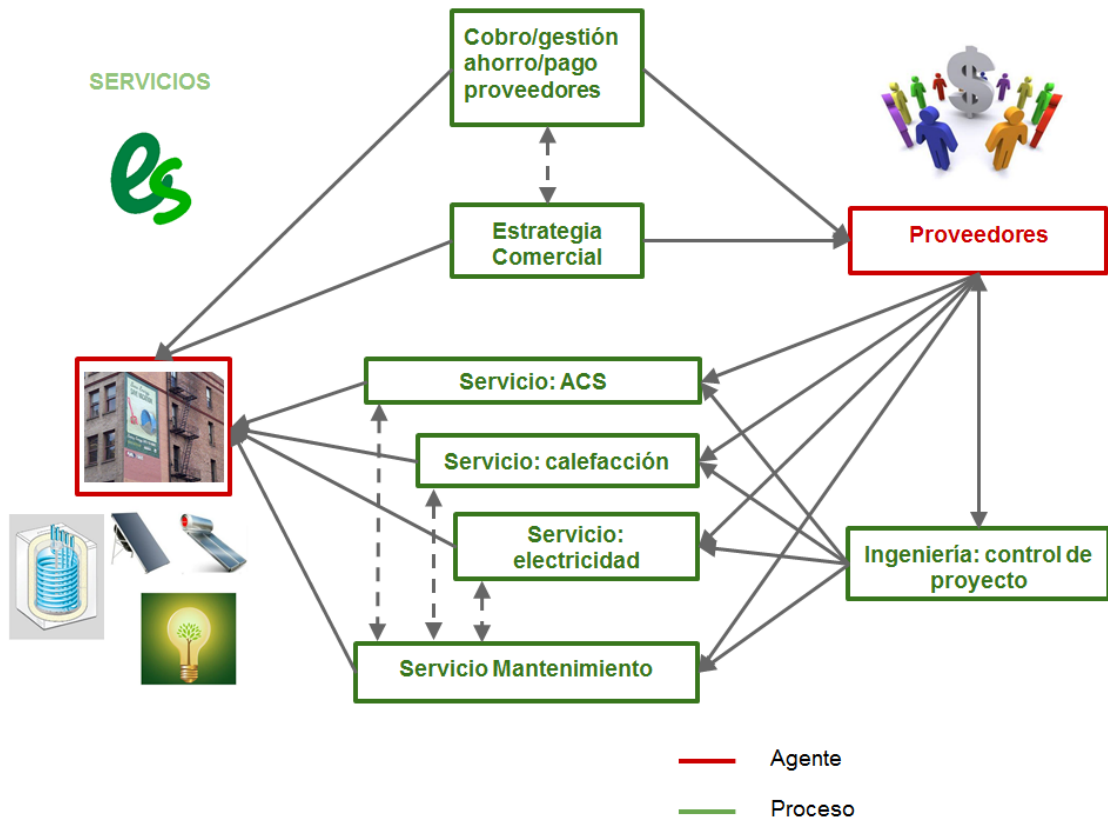 SERVICIOS
es
Cobro/gestión
ahorro/pago
proveedores
Estrategia
Comercial
Proveedores
Servicio: ACS
Servicio: calefacción
Servicio:
electricidad
Ingeniería: control de
proyecto
Servicio Mantenimiento
Agente
Proceso